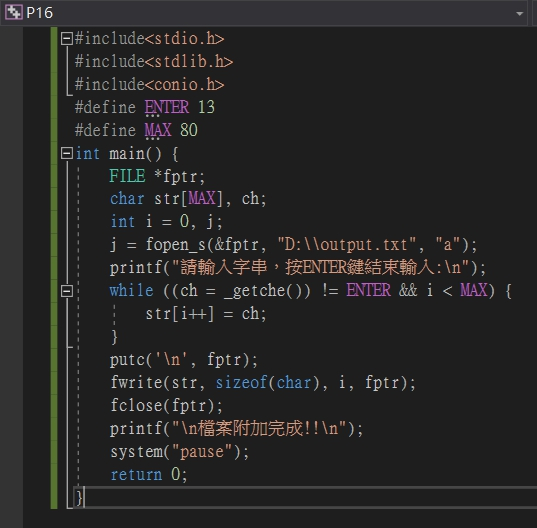 P16
#include<stdio.h>
#include<stdlib.h>
#include<conio.h>
#define ENTER 13
#define MAX 80
int main() {
    FILE *fptr;
    char str[MAX], ch;
    int i = 0, j;
    j = fopen_s(&fptr, "D:\\output.txt", "a");
    printf("請輸入字串，按ENTER鍵結束輸入:\n");
    while ((ch = _getche()) != ENTER && i < MAX) {
        str[i++] = ch;
    }
    putc('\n', fptr);
    fwrite(str, sizeof(char), i, fptr);
    fclose(fptr);
    printf("\n檔案附加完成!!\n");
    system("pause");
    return 0;
}